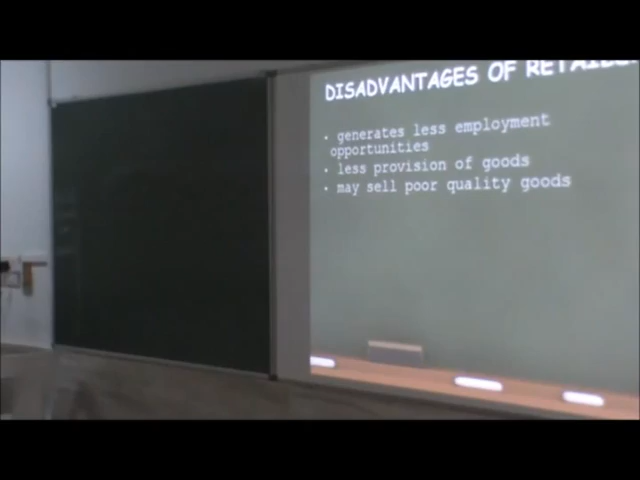 DISADVANTAGES OF
• generates less employment
opportunities
• less provision of goods
• may sell poor quality goods